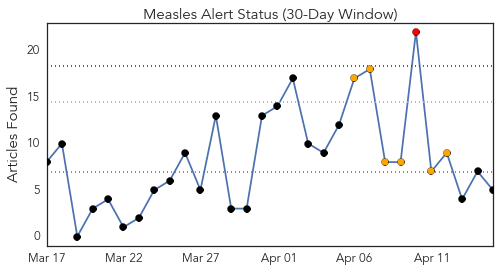 Measles Alert Status (30-Day Window)
Articles Found
20
15
10
5
0
Mar 17 Mar 22 Mar 27 Apr 01 Apr 06 Apr 11